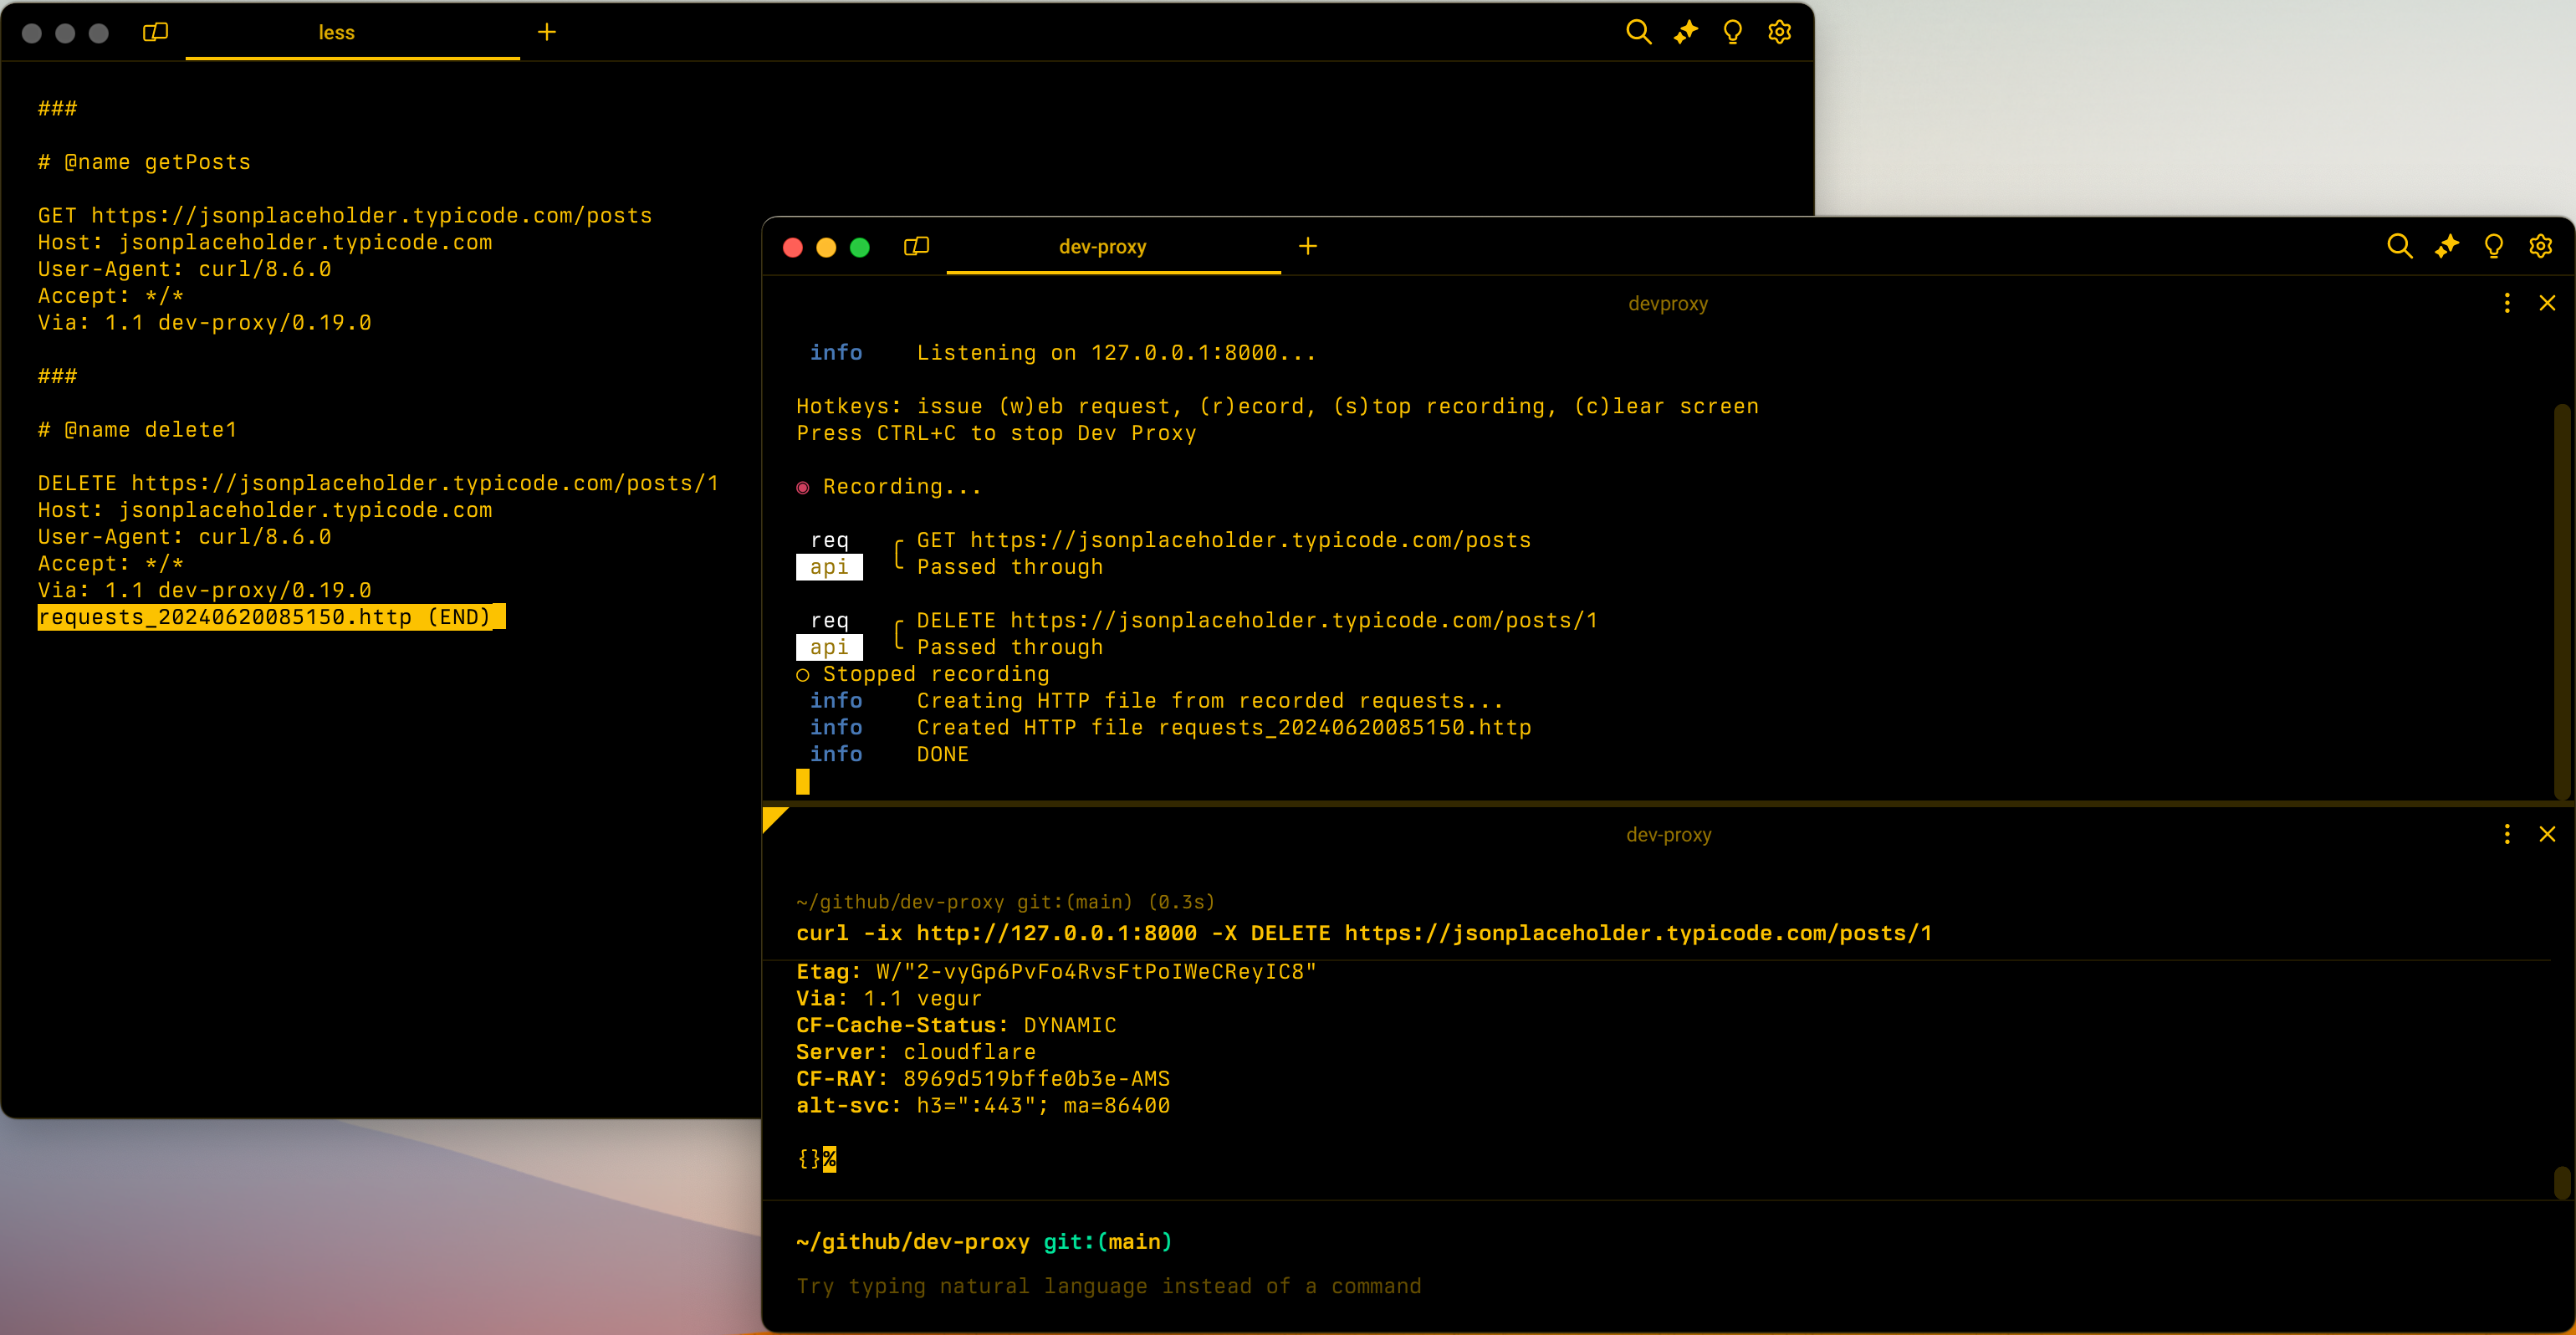 less
###
# @name getPosts
GET https://jsonplaceholder.typicode.com/posts
Host: jsonplaceholder.typicode.com
User-Agent: curl/8.6.0
Accept: */*
Via: 1.1 dev-proxy/0.19.0
###
# @name delete1
DELETE https://jsonplaceholder.typicode.com/posts/1
Host: jsonplaceholder.typicode.com
User-Agent: curl/8.6.0
Accept: */*
Via: 1.1 dev-proxy/0.19.0
requests_20240620085150.http (END)
dev-proxy
devproxy
info Listening on 127.0.0.1:8000...
Hotkeys: issue (w)eb request, (r)ecord, (s)top recording, (c)lear screen
Press CTRL+C to stop Dev Proxy
◉ Recording...
req ╭ GET https://jsonplaceholder.typicode.com/posts
api ╰ Passed through
req ╭ DELETE https://jsonplaceholder.typicode.com/posts/1
api ╰ Passed through
○ Stopped recording
info Creating HTTP file from recorded requests...
info Created HTTP file requests_20240620085150.http
info DONE
dev-proxy
~/github/dev-proxy git:(main) (0.3s)
curl -ix http://127.0.0.1:8000 -X DELETE https://jsonplaceholder.typicode.com/posts/1
Etag: W/"2-vyGp6PvFo4RvsFtPoIWeCReyIC8"
Via: 1.1 vegur
CF-Cache-Status: DYNAMIC
Server: cloudflare
CF-RAY: 8969d519bffe0b3e-AMS
alt-svc: h3=":443"; ma=86400
{}%
~/github/dev-proxy git:(main)
Try typing natural language instead of a command